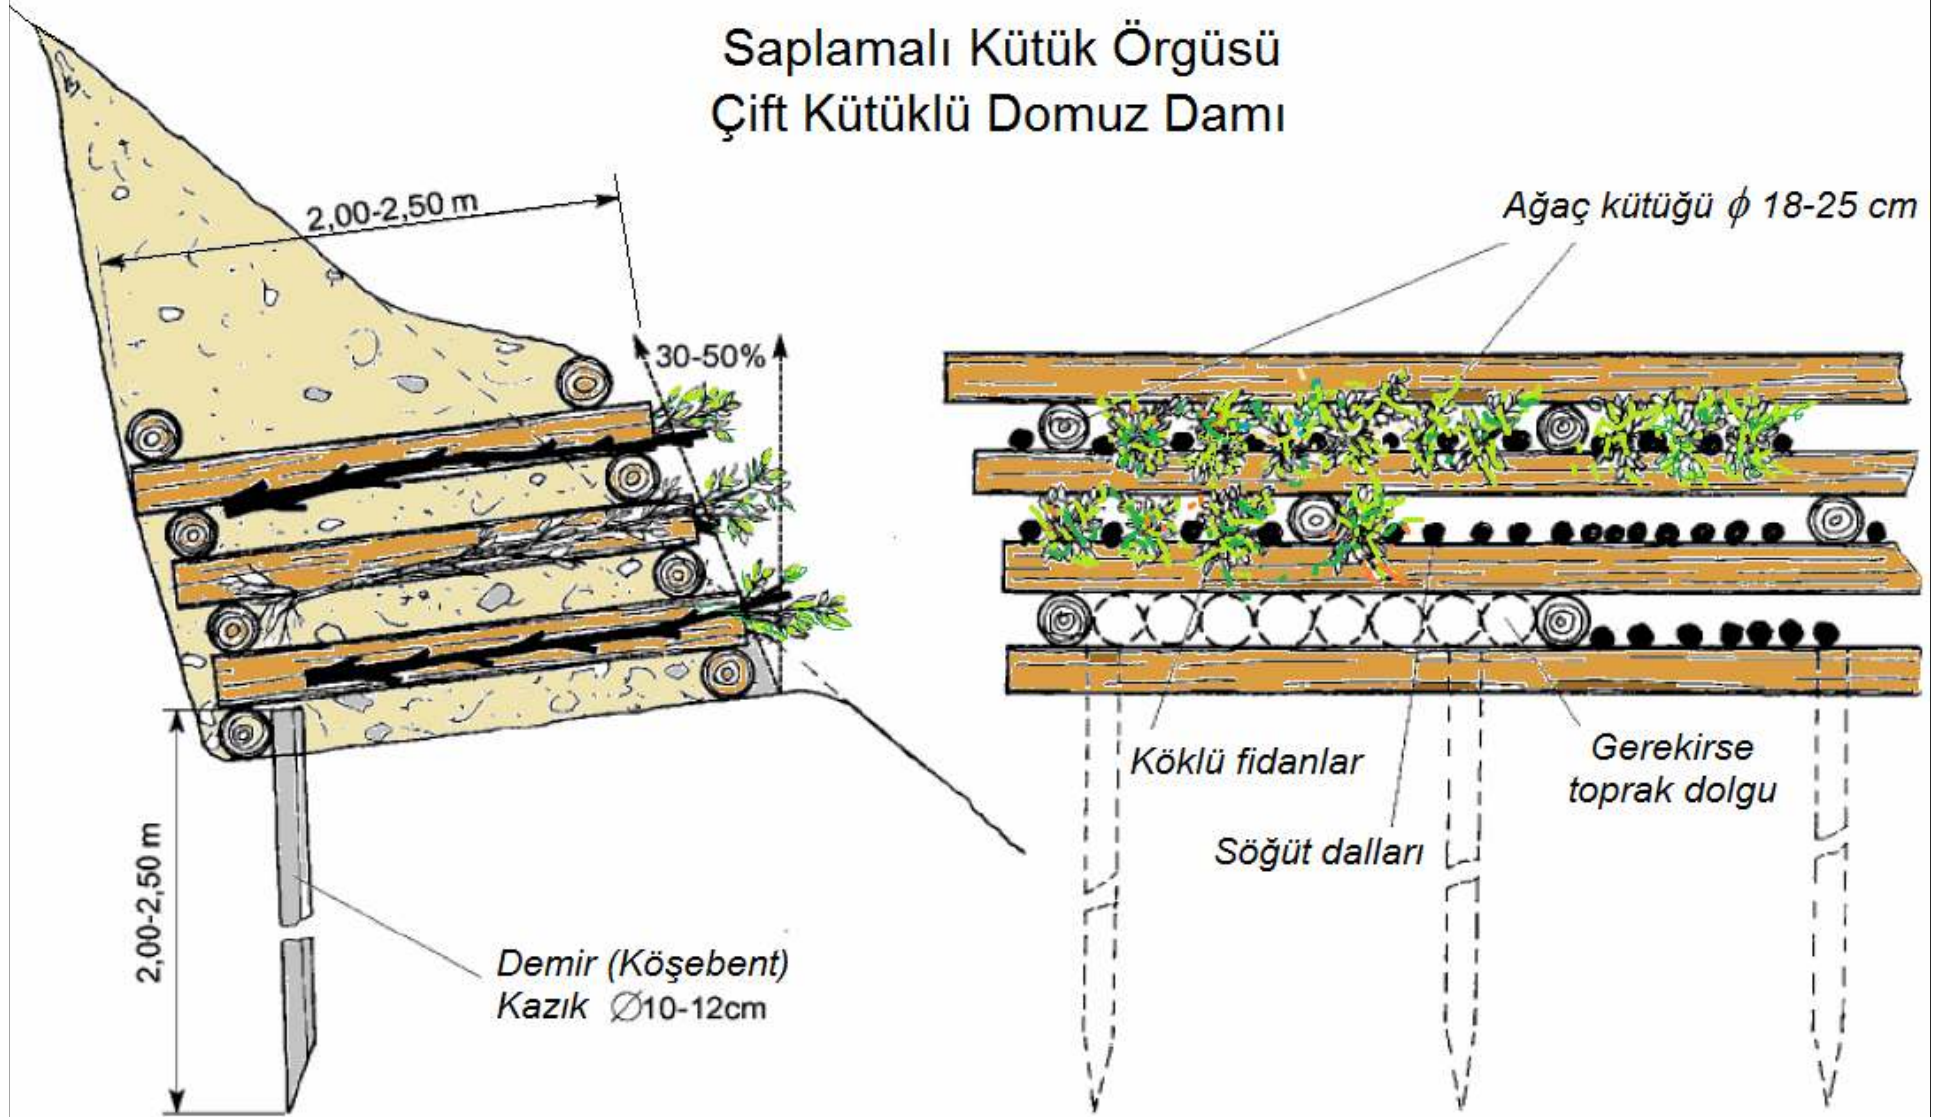 Saplamalı Kütük Örgüsü
Çift Kütüklü Domuz Damı
2,00-2,50 m
Ağaç kütüğü ϕ 18-25 cm
30-50%
Köklü fidanlar
Gerekirse
toprak dolgu
Söğüt dalları
2,00-2,50 m
Demir (Köşebent)
Kazık ∅10-12cm